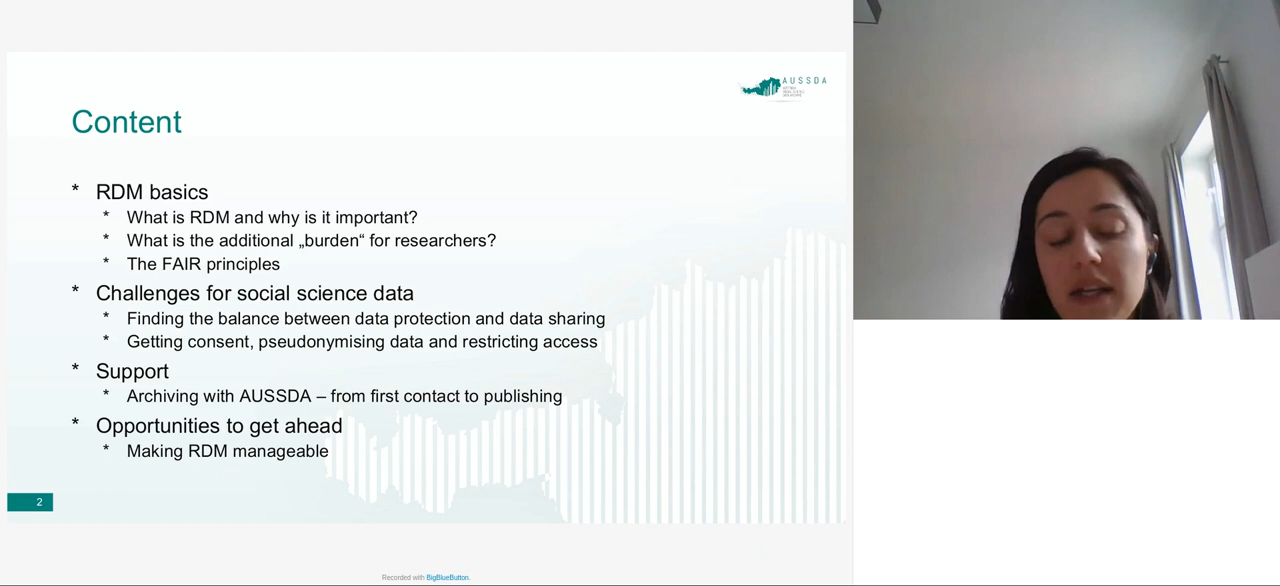 AUSSDA
Content
* RDM basics
* What is RDM and why is it important?
* What is the additional „burden“ for researchers?
* The FAIR principles
* Challenges for social science data
* Finding the balance between data protection and data sharing
* Getting consent, pseudonymising data and restricting access
* Support
* Archiving with AUSSDA – from first contact to publishing
* Opportunities to get ahead
* Making RDM manageable
2
Recorded with BigBlueButton.